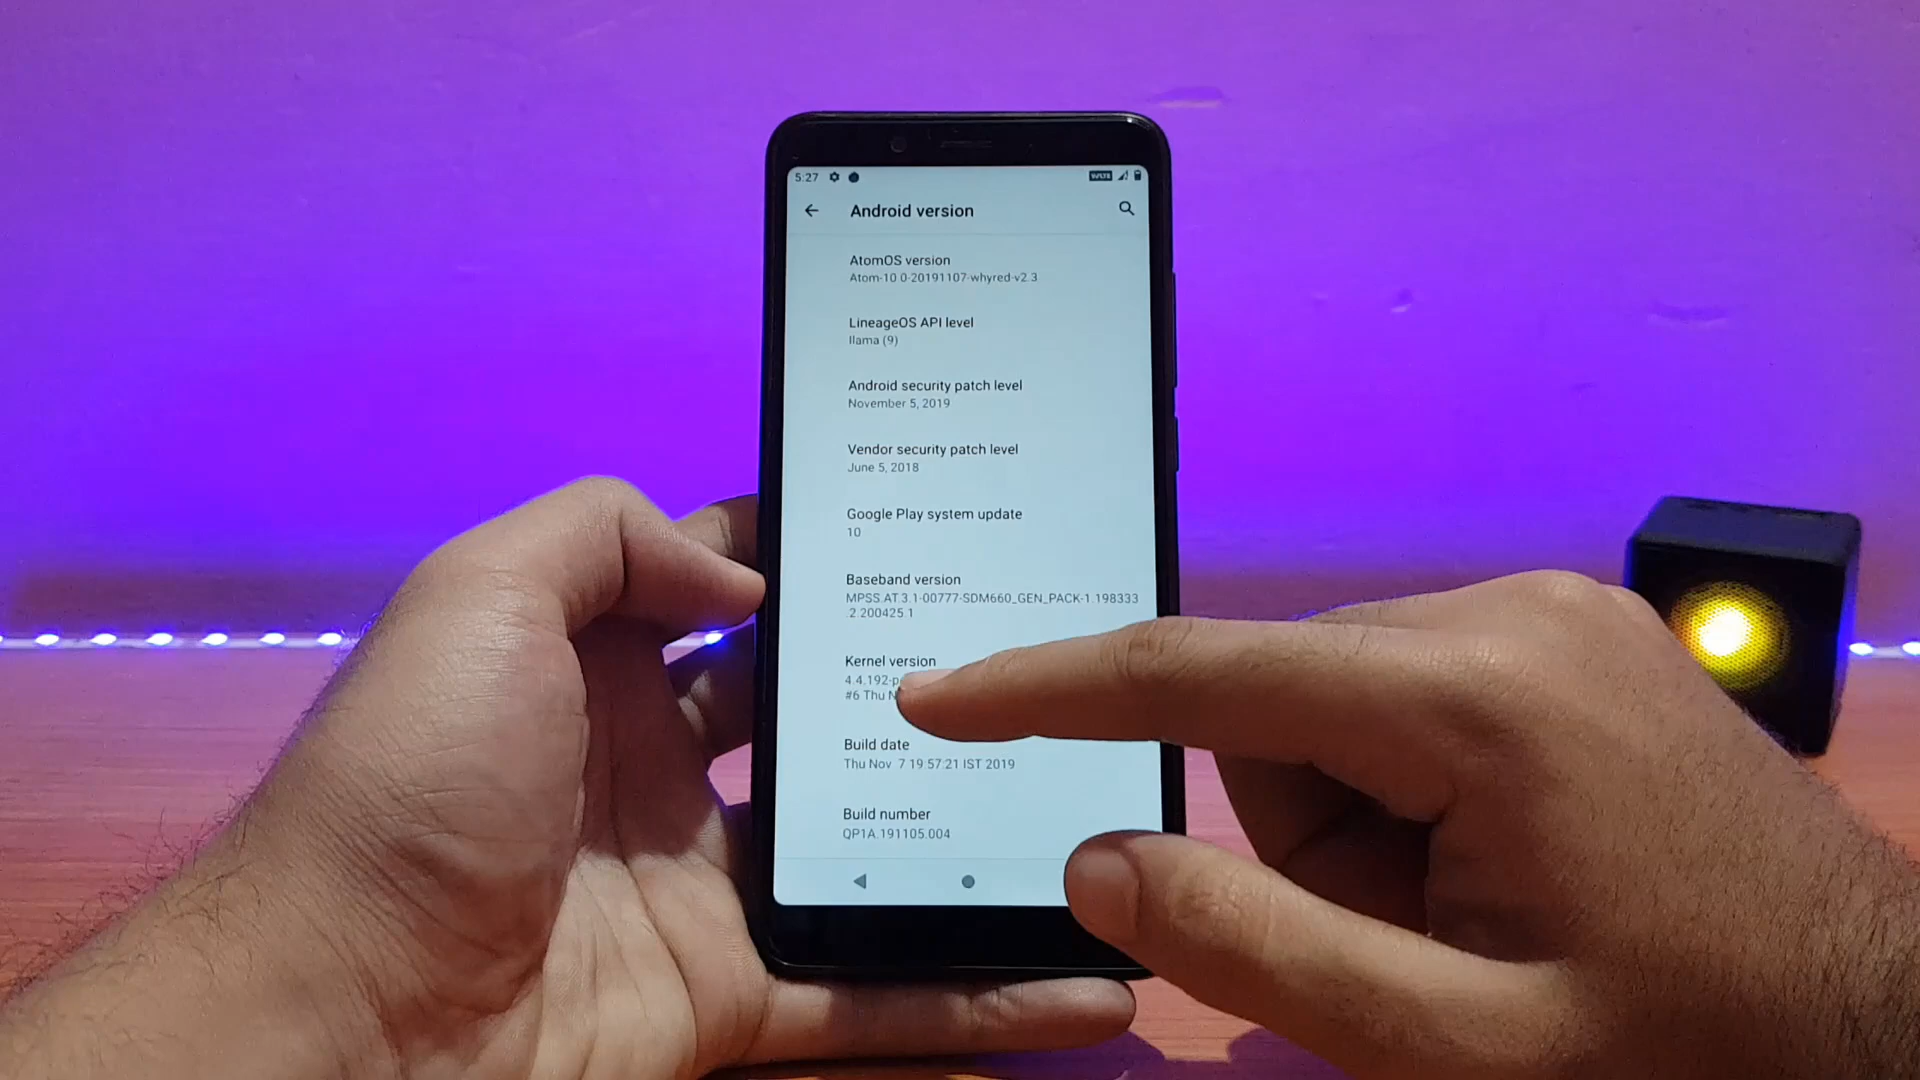 5:27
VoLTE
Android version
AtomOS version
Atom-10.0-20191107-whyred-v2.3
LineageOS API level
llama (9)
Android security patch level
November 5, 2019
Vendor security patch level
June 5, 2018
Google Play system update
10
Baseband version
MPSS.AT.3.1-00777-SDM660_GEN_PACK-1.198333
.2.200425.1
Kernel version
4.4.192-p
#6 Thu N
Build date
Thu Nov 7 19:57:21 IST 2019
Build number
QP1A.191105.004